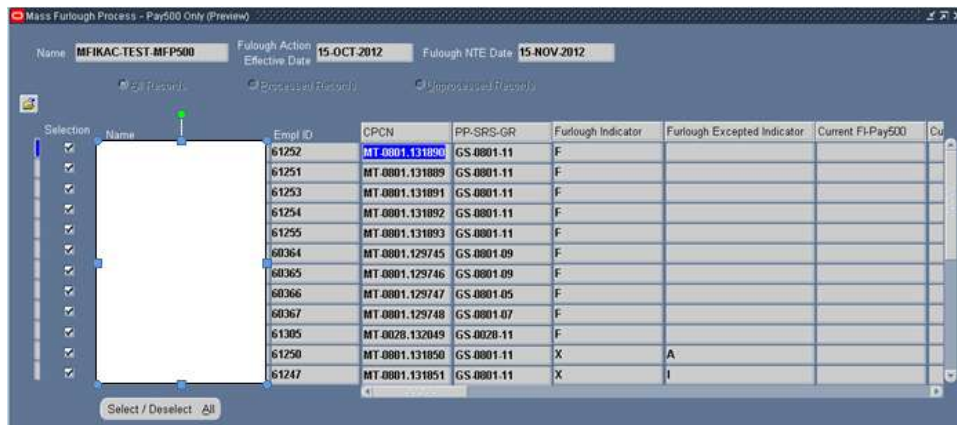 Mass Furlough Process - Pay500 Only (Preview)
Name MFIKAC-TEST-MFP500 Fulough Action Effective Date 15-OCT-2012 Fulough NTE Date 15-NOV-2012
All Records Processed Records Unprocessed Records
Selection Name Empl ID CPCN PP-SRS-GR Furlough Indicator Furlough Excepted Indicator Current FI-Pay500 Cu
61252 MT-0801.131890 GS-0801-11 F
61251 MT-0801.131889 GS-0801-11 F
61253 MT-0801.131891 GS-0801-11 F
61254 MT-0801.131892 GS-0801-11 F
61255 MT-0801.131893 GS-0801-11 F
60364 MT-0801.129745 GS-0801-09 F
60365 MT-0801.129746 GS-0801-09 F
60366 MT-0801.129747 GS-0801-05 F
60367 MT-0801.129748 GS-0801-07 F
61305 MT-0028.132049 GS-0028-11 F
61250 MT-0801.131850 GS-0801-11 X A
61247 MT-0801.131851 GS-0801-11 X I
Select / Deselect All